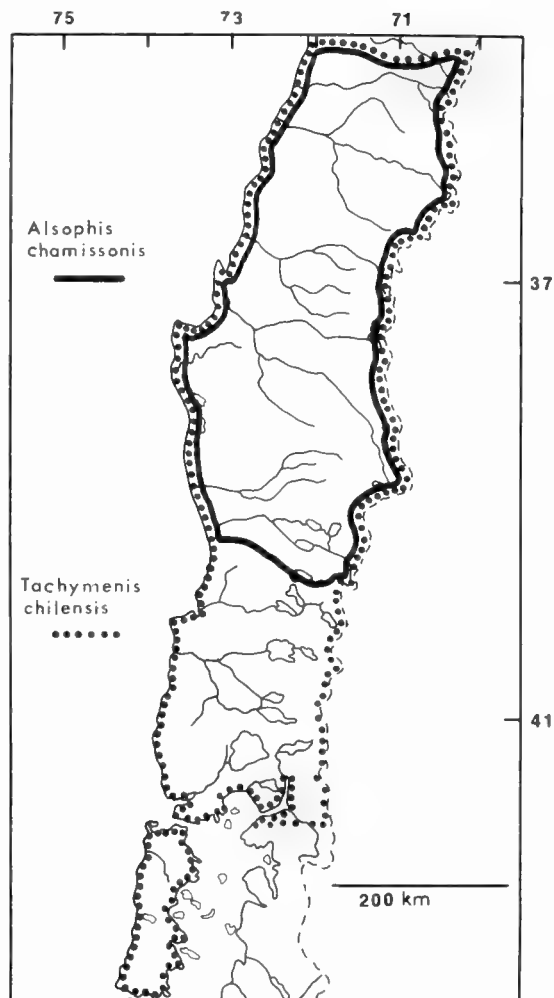 75 73 71
Alsophis
chamissonis
37
Tachymenis
chilensis
41
200 km